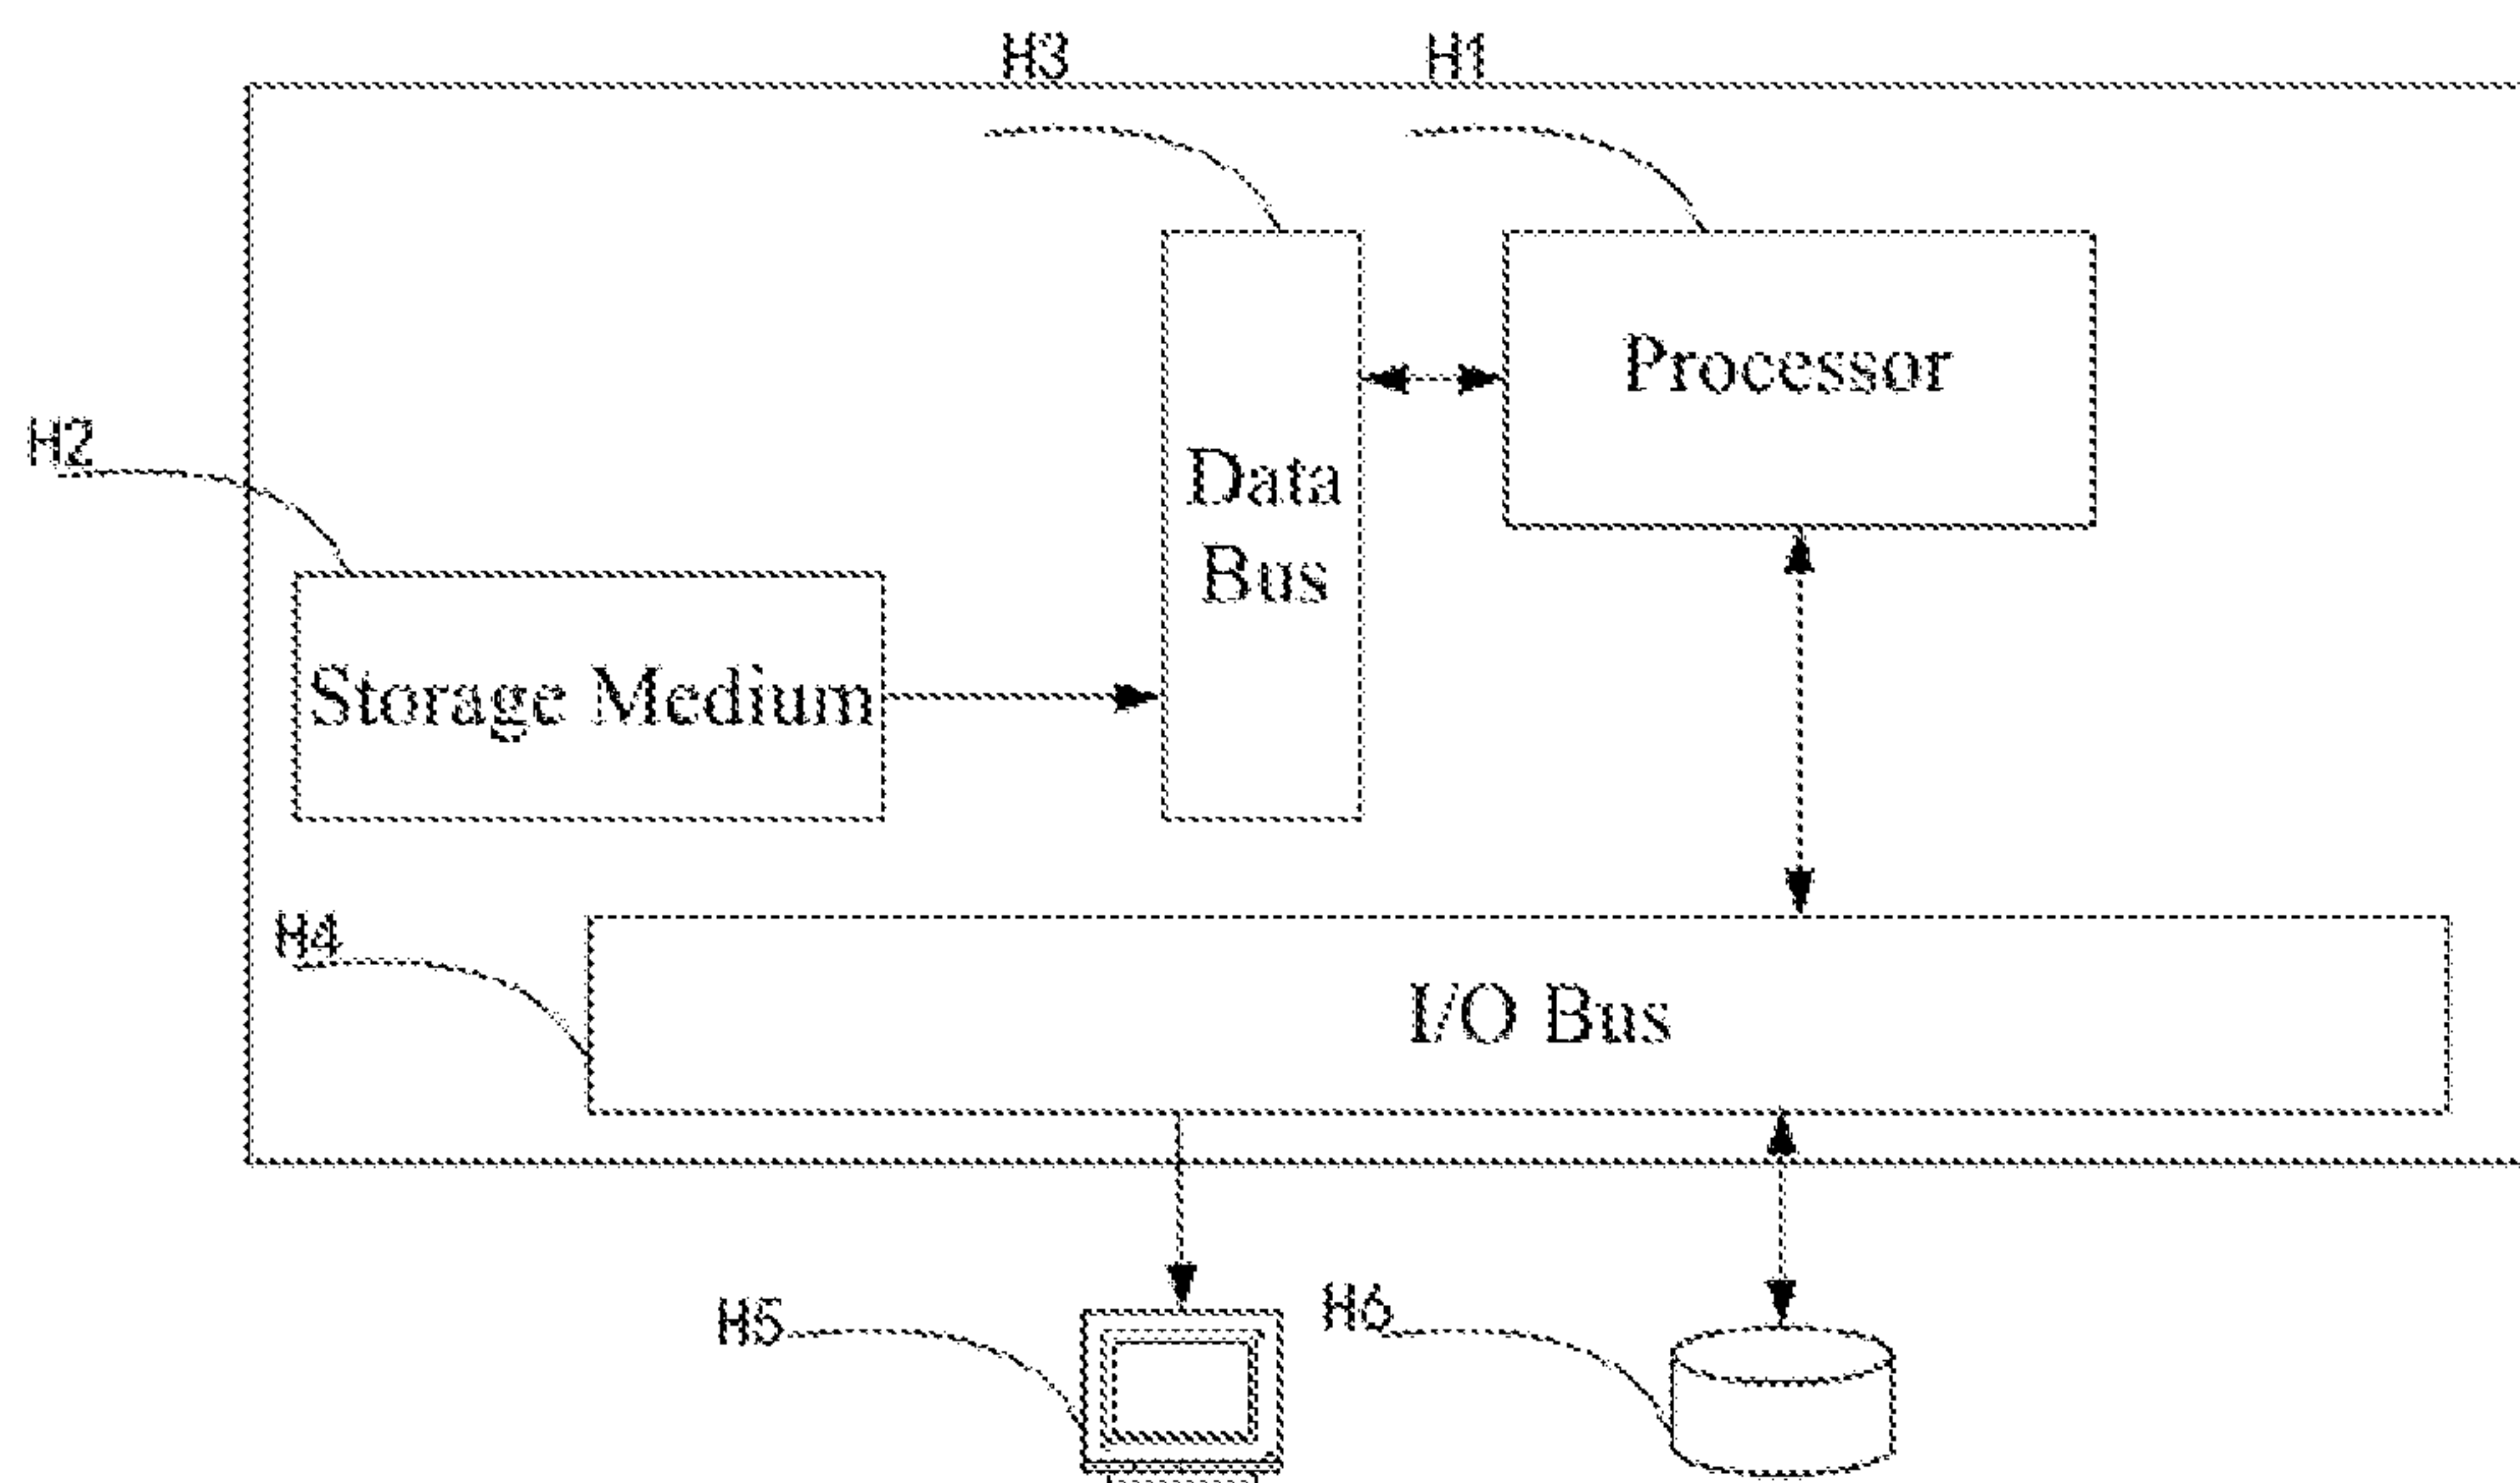 H3
H1
Processor
H2
Data
Bus
Storage Medium
H4
I/O Bus
H5
H6